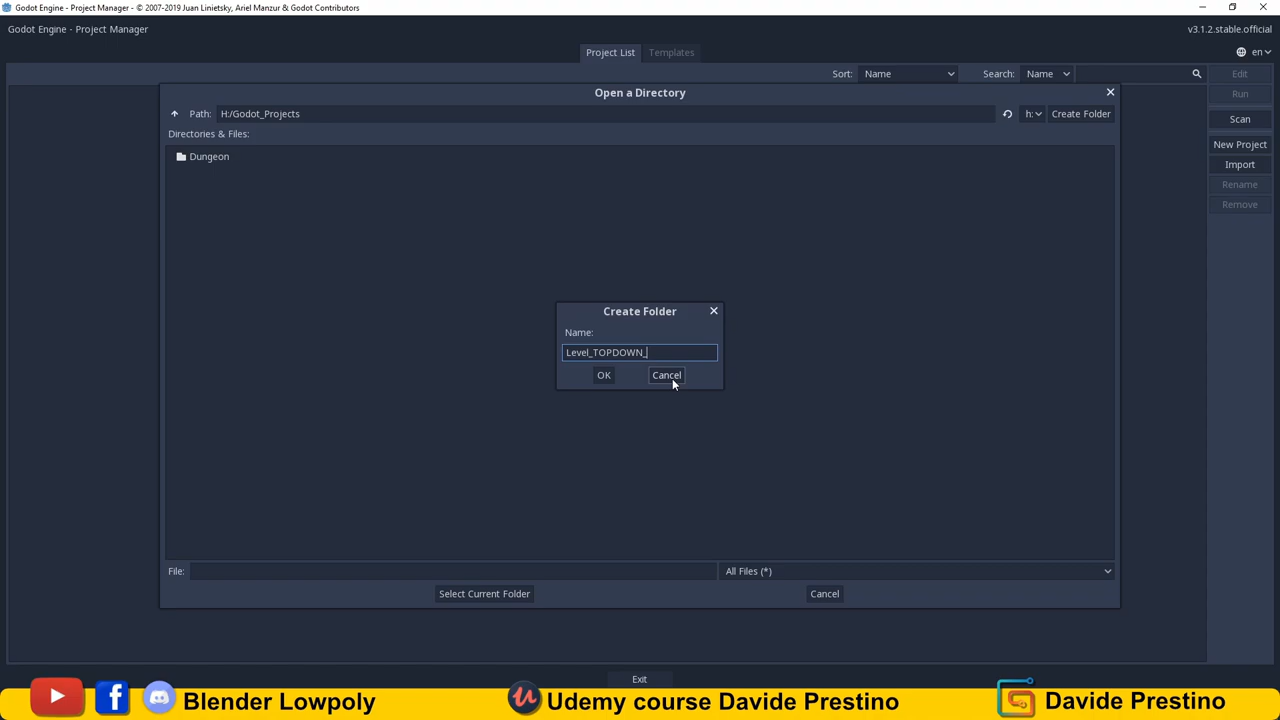 Godot Engine - Project Manager - © 2007-2019 Juan Linietsky, Ariel Manzur & Godot Contributors
Godot Engine - Project Manager
v3.1.2.stable.official
Project List
Templates
en
Sort:
Name
Search:
Name
Edit
Run
Scan
New Project
Import
Rename
Remove
Open a Directory
Path:
H:/Godot_Projects
h:
Create Folder
Directories & Files:
Dungeon
Create Folder
Name:
Level_TOPDOWN_
OK
Cancel
File:
All Files (*)
Select Current Folder
Cancel
Exit
Blender Lowpoly
Udemy course Davide Prestino
Davide Prestino